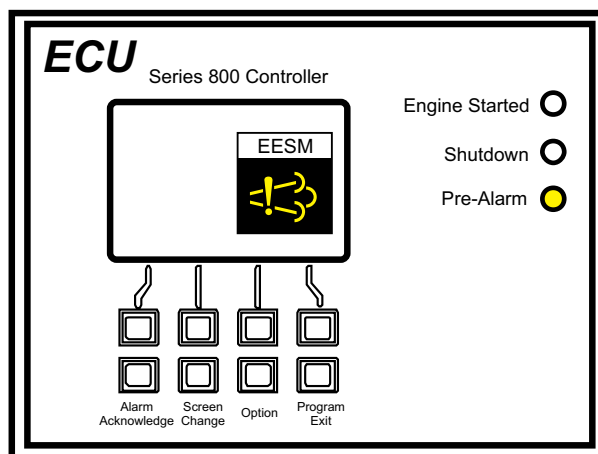 ECU
Series 800 Controller
Engine Started
Shutdown
Pre-Alarm
EESM
Alarm
Acknowledge
Screen
Change
Option
Program
Exit